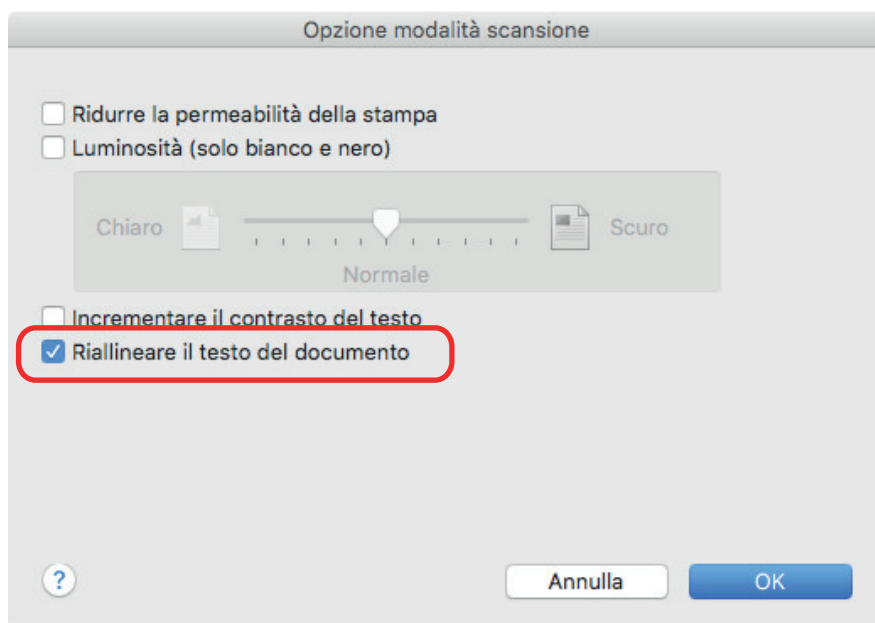 Opzione modalità scansione
Ridurre la permeabilità della stampa
Luminosità (solo bianco e nero)
Chiaro Scuro
Normale
Incrementare il contrasto del testo
Riallineare il testo del documento
? Annulla OK